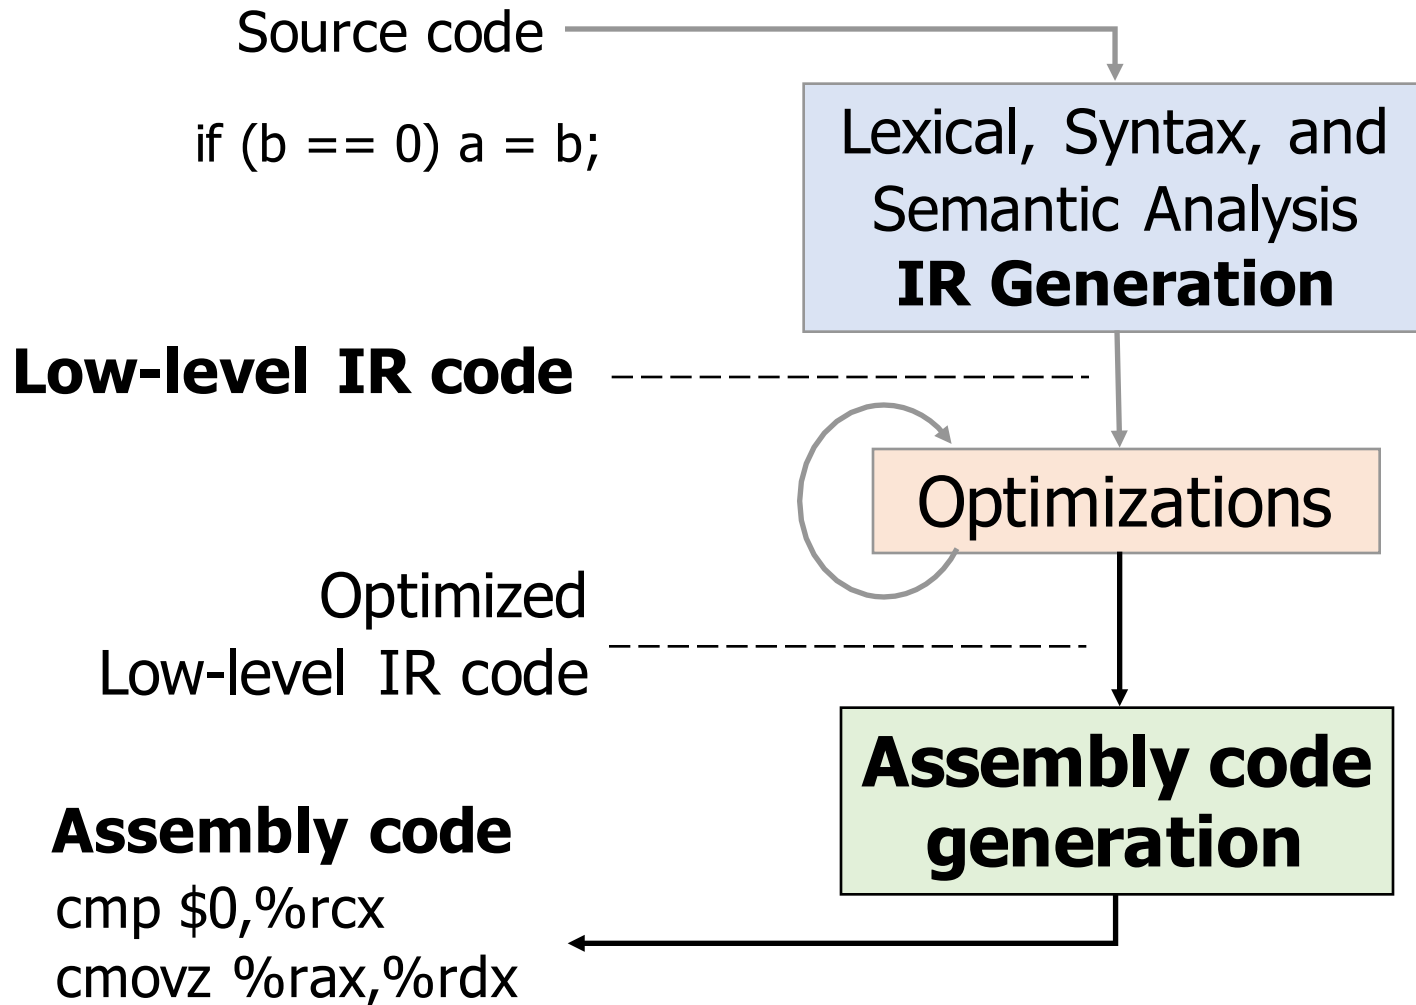 Source code
if (b == 0) a = b;
Lexical, Syntax, and
Semantic Analysis
IR Generation
Low-level IR code
Optimizations
Optimized
Low-level IR code
Assembly code
generation
Assembly code
cmp $0,%rcx
cmovz %rax,%rdx